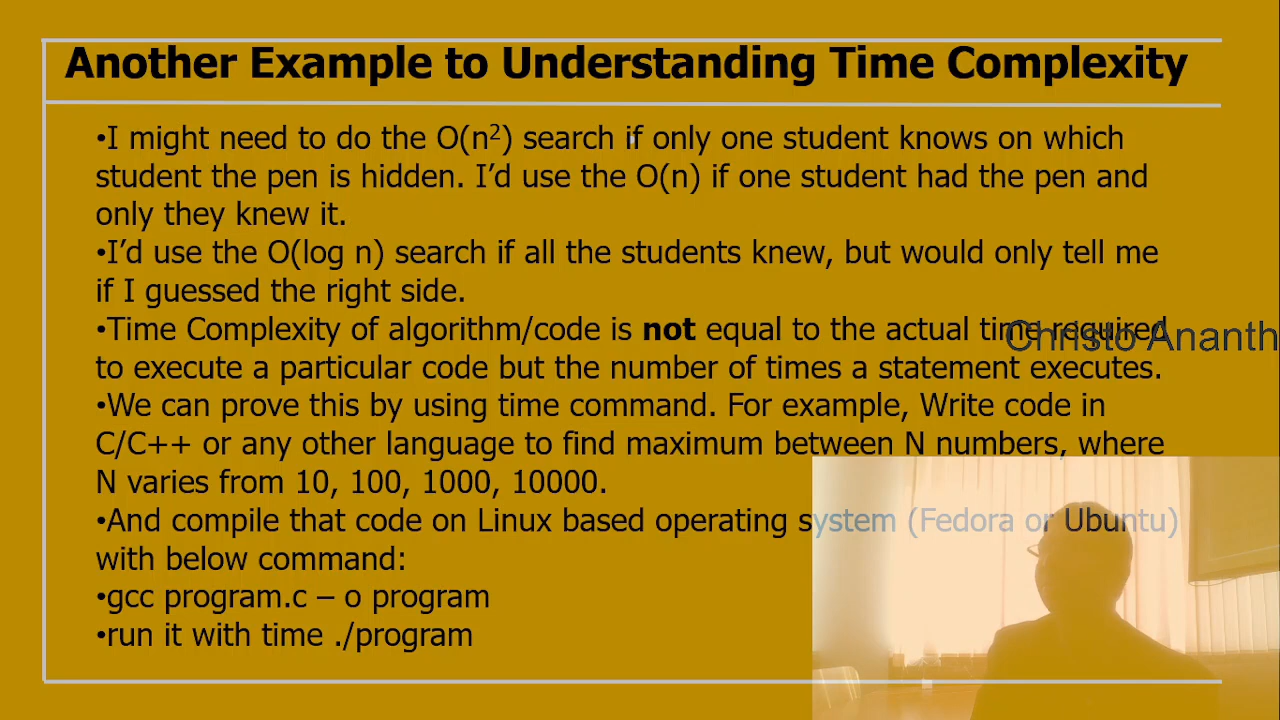 Another Example to Understanding Time Complexity
•I might need to do the O(n²) search if only one student knows on which
student the pen is hidden. I’d use the O(n) if one student had the pen and
only they knew it.
•I’d use the O(log n) search if all the students knew, but would only tell me
if I guessed the right side.
•Time Complexity of algorithm/code is not equal to the actual time required
Christo Ananth
to execute a particular code but the number of times a statement executes.
•We can prove this by using time command. For example, Write code in
C/C++ or any other language to find maximum between N numbers, where
N varies from 10, 100, 1000, 10000.
•And compile that code on Linux based operating system (Fedora or Ubuntu)
with below command:
•gcc program.c – o program
•run it with time ./program